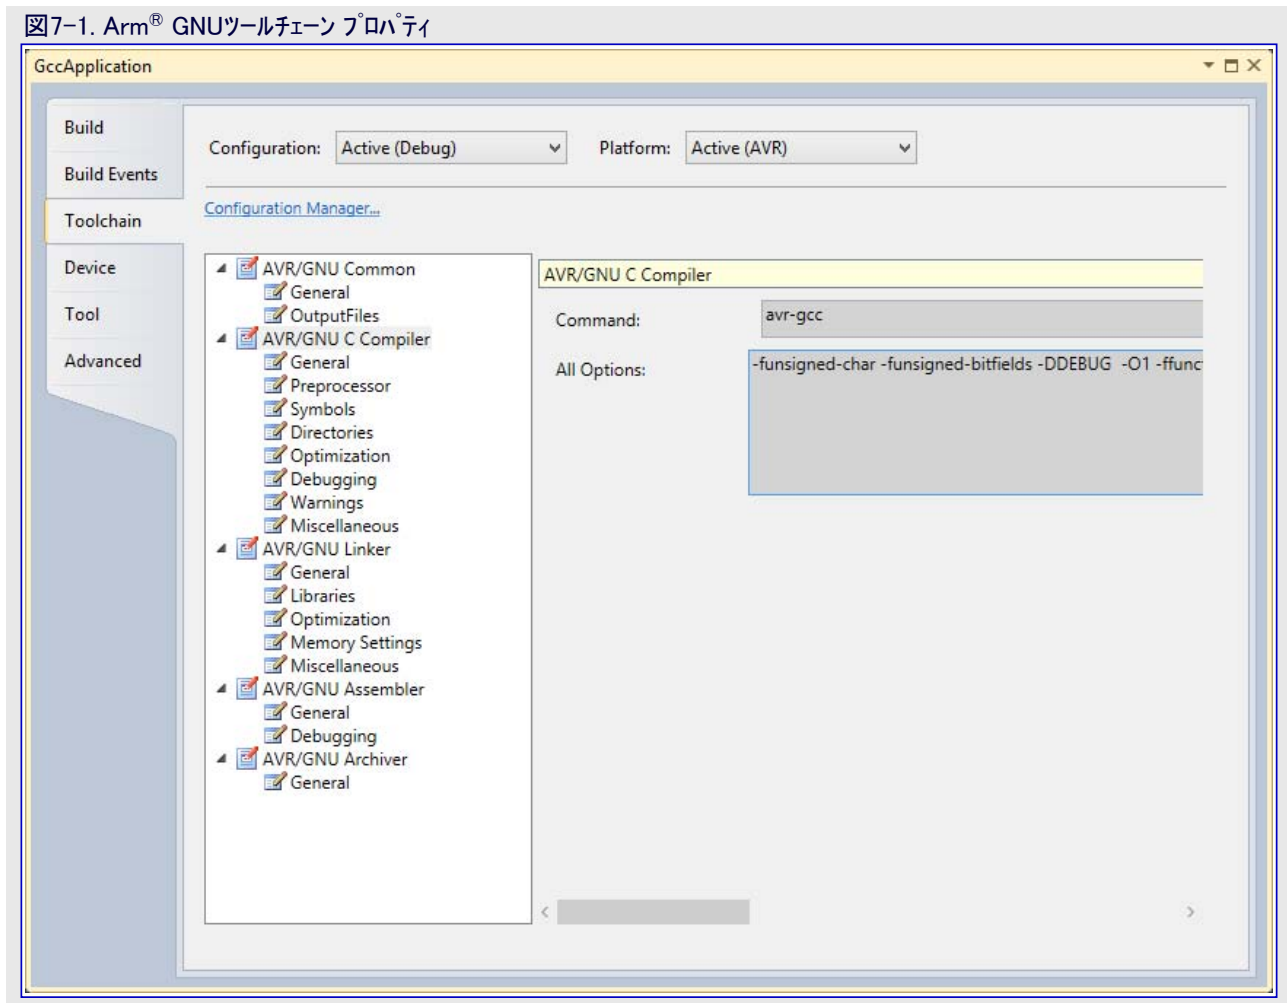 図7-1. Arm® GNUツールチェーン プロパティ
GccApplication
Build
Build Events
Toolchain
Device
Tool
Advanced
Configuration: Active (Debug) Platform: Active (AVR)
Configuration Manager...
AVR/GNU Common
General
OutputFiles
AVR/GNU C Compiler
General
Preprocessor
Symbols
Directories
Optimization
Debugging
Warnings
Miscellaneous
AVR/GNU Linker
General
Libraries
Optimization
Memory Settings
Miscellaneous
AVR/GNU Assembler
General
Debugging
AVR/GNU Archiver
General
AVR/GNU C Compiler
Command: avr-gcc
All Options: -funsigned-char -funsigned-bitfields -DDEBUG -O1 -ffunc